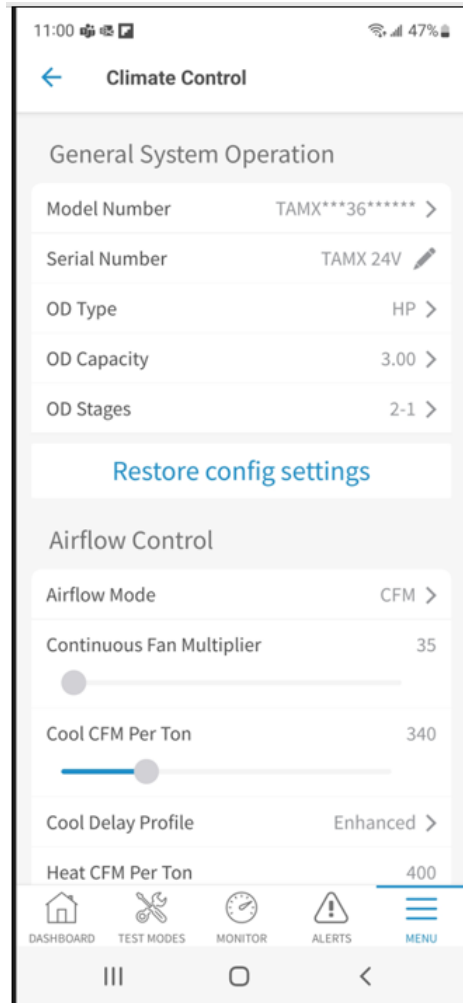 11:00 47%
Climate Control
General System Operation
Model Number TAMX***36******
Serial Number TAMX 24V
OD Type HP
OD Capacity 3.00
OD Stages 2-1
Restore config settings
Airflow Control
Airflow Mode CFM
Continuous Fan Multiplier 35
Cool CFM Per Ton 340
Cool Delay Profile Enhanced
Heat CFM Per Ton 400
DASHBOARD TEST MODES MONITOR ALERTS MENU